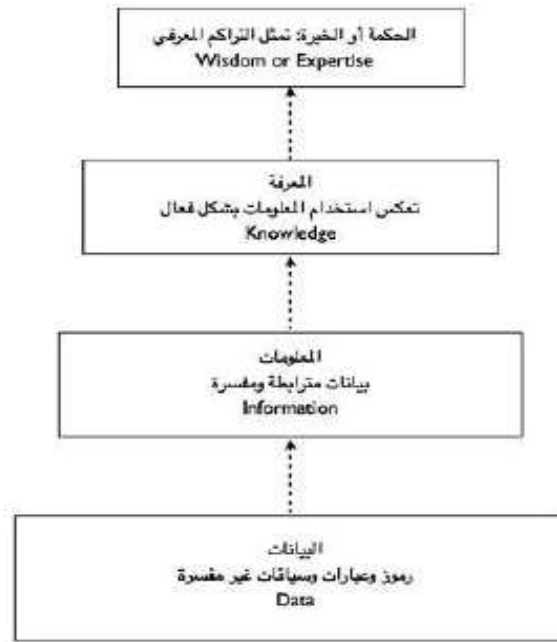 الحكمة أو الخبرة: تمثل التراكم المعرفي
Wisdom or Expertise
المعرفة
تعكس استخدام المعلومات بشكل فعال
Knowledge
المعلومات
بيانات مترابطة ومفسرة
Information
البيانات
رموز وعبارات وسياقات غير مفسرة
Data